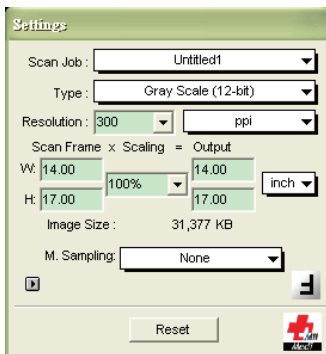 Settings
Scan Job : Untitled1
Type : Gray Scale (12-bit)
Resolution : 300 ppi
Scan Frame x Scaling = Output
W: 14.00 100% 14.00 inch
H: 17.00 17.00
Image Size : 31,377 KB
M. Sampling: None
Reset
Medi